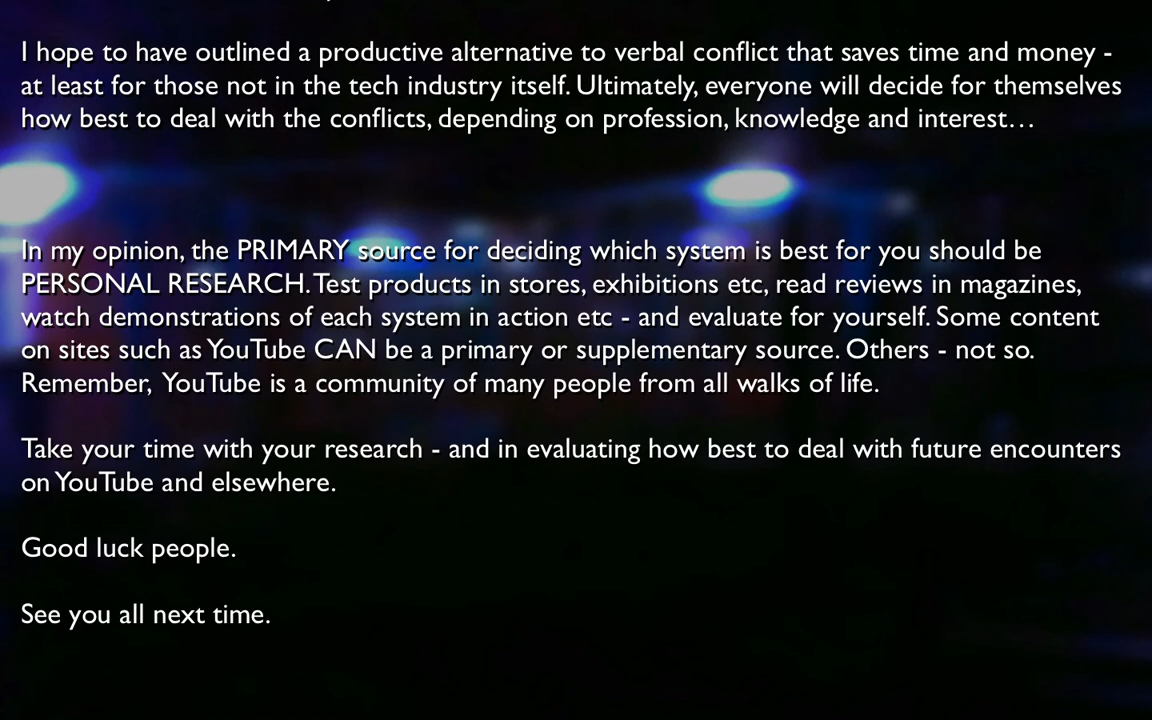 I hope to have outlined a productive alternative to verbal conflict that saves time and money -
at least for those not in the tech industry itself. Ultimately, everyone will decide for themselves
how best to deal with the conflicts, depending on profession, knowledge and interest…
In my opinion, the PRIMARY source for deciding which system is best for you should be
PERSONAL RESEARCH. Test products in stores, exhibitions etc, read reviews in magazines,
watch demonstrations of each system in action etc - and evaluate for yourself. Some content
on sites such as YouTube CAN be a primary or supplementary source. Others - not so.
Remember, YouTube is a community of many people from all walks of life.
Take your time with your research - and in evaluating how best to deal with future encounters
on YouTube and elsewhere.
Good luck people.
See you all next time.